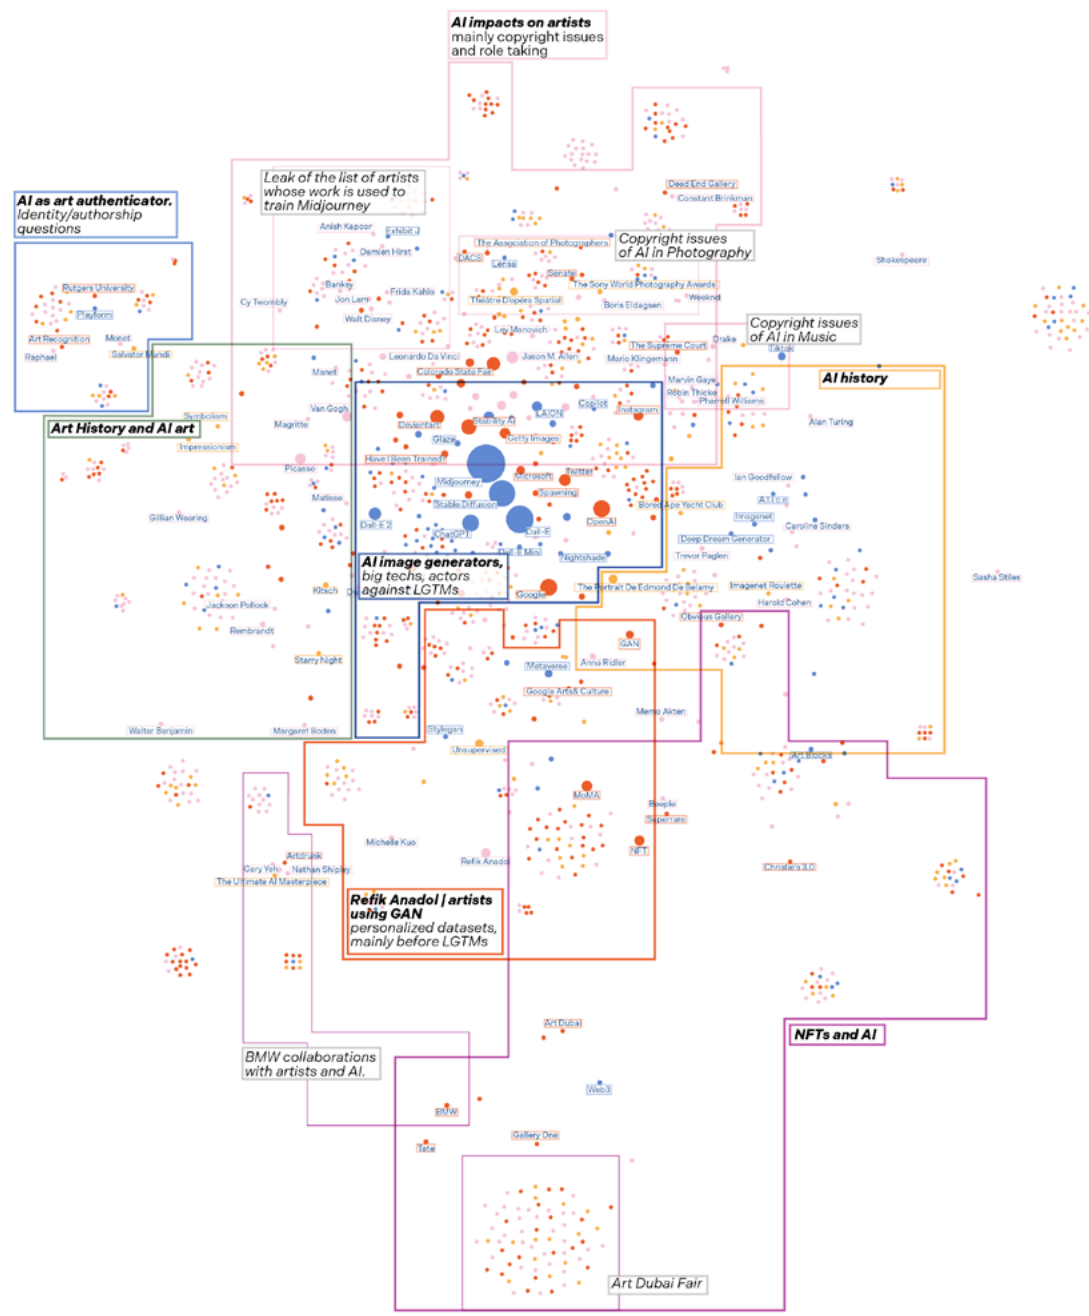 AI impacts on artists
mainly copyright issues
and role taking
Leak of the list of artists
whose work is used to
train Midjourney
Dead End Gallery
Constant Brinkman
AI as art authenticator.
Identity/authorship
questions
Anish Kapoor
Exhibit J
The Association of Photographers
Copyright issues
of AI in Photography
Damien Hirst
DACS
Lensa
Shakespeare
Senate
Rutgers University
Banksy
The Sony World Photography Awards
Frida Kahlo
Jon Lam
Cy Twombly
Théâtre D'opéra Spatial
Weeknd
Boris Eldagsen
Playform
Walt Disney
Lev Manovich
Copyright issues
of AI in Music
Art Recognition
Monet
Drake
The Supreme Court
Tiktok
Raphael
Salvator Mundi
Leonardo Da Vinci
Jason M. Allen
Mario Klingemann
Manet
Colorado State Fair
AI history
Marvin Gaye
Robin Thicke
Pharrell Williams
Van Gogh
LAION
Copilot
Instagram
Symbolism
Magritte
Deviantart
Stability AI
Alan Turing
Art History and AI art
Glaze
Getty Images
Impressionism
Have I Been Trained?
Picasso
Midjourney
Microsoft
Twitter
Ian Goodfellow
Matisse
Spawning
Stable Diffusion
Bored Ape Yacht Club
Gillian Wearing
Dall-E 2
OpenAI
Imagenet
Caroline Sinders
ChatGPT
Dall-E
Deep Dream Generator
Dall-E Mini
Nightshade
Trevor Paglen
AI image generators,
big techs, actors
against LGTMs
Sasha Stiles
Kitsch
Google
The Portrait De Edmond De Belamy
Imagenet Roulette
Jackson Pollock
Harold Cohen
Obvious Gallery
Rembrandt
GAN
Starry Night
Metaverse
Anna Ridler
Google Arts & Culture
Memo Akten
Walter Benjamin
Margaret Boden
Stylegan
Unsupervised
Art Blocks
MoMA
Beeple
Superrare
Michelle Kuo
NFT
Artdrunk
Refik Anadol
Gary Yeh
Nathan Shipley
Christie's 3.0
The Ultimate AI Masterpiece
Refik Anadol | artists
using GAN
personalized datasets,
mainly before LGTMs
Art Dubai
NFTs and AI
BMW collaborations
with artists and AI.
Web3
BMW
Gallery One
Tate
Art Dubai Fair